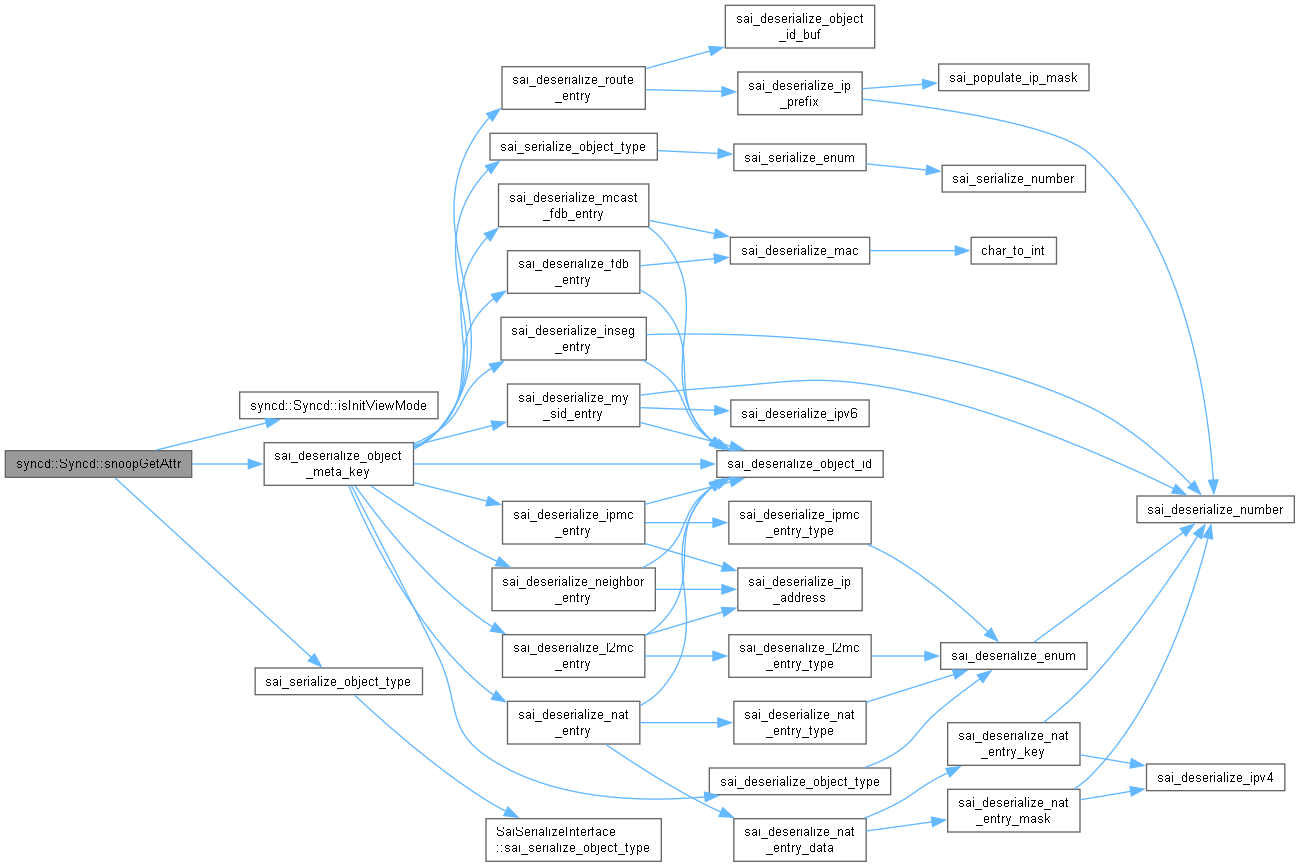 sai_deserialize_object
_id_buf
sai_deserialize_route
_entry
sai_deserialize_ip
_prefix
sai_populate_ip_mask
sai_serialize_object_type
sai_serialize_enum
sai_serialize_number
sai_deserialize_mcast
_fdb_entry
sai_deserialize_mac
char_to_int
sai_deserialize_fdb
_entry
sai_deserialize_inseg
_entry
syncd::Syncd::isInitViewMode
sai_deserialize_my
_sid_entry
sai_deserialize_ipv6
syncd::Syncd::snoopGetAttr
sai_deserialize_object
_meta_key
sai_deserialize_object_id
sai_deserialize_ipmc
_entry
sai_deserialize_ipmc
_entry_type
sai_deserialize_number
sai_deserialize_neighbor
_entry
sai_deserialize_ip
_address
sai_deserialize_l2mc
_entry
sai_deserialize_l2mc
_entry_type
sai_deserialize_enum
sai_serialize_object_type
sai_deserialize_nat
_entry
sai_deserialize_nat
_entry_type
sai_deserialize_nat
_entry_key
sai_deserialize_ipv4
sai_deserialize_object_type
sai_deserialize_nat
_entry_mask
SaiSerializeInterface
::sai_serialize_object_type
sai_deserialize_nat
_entry_data